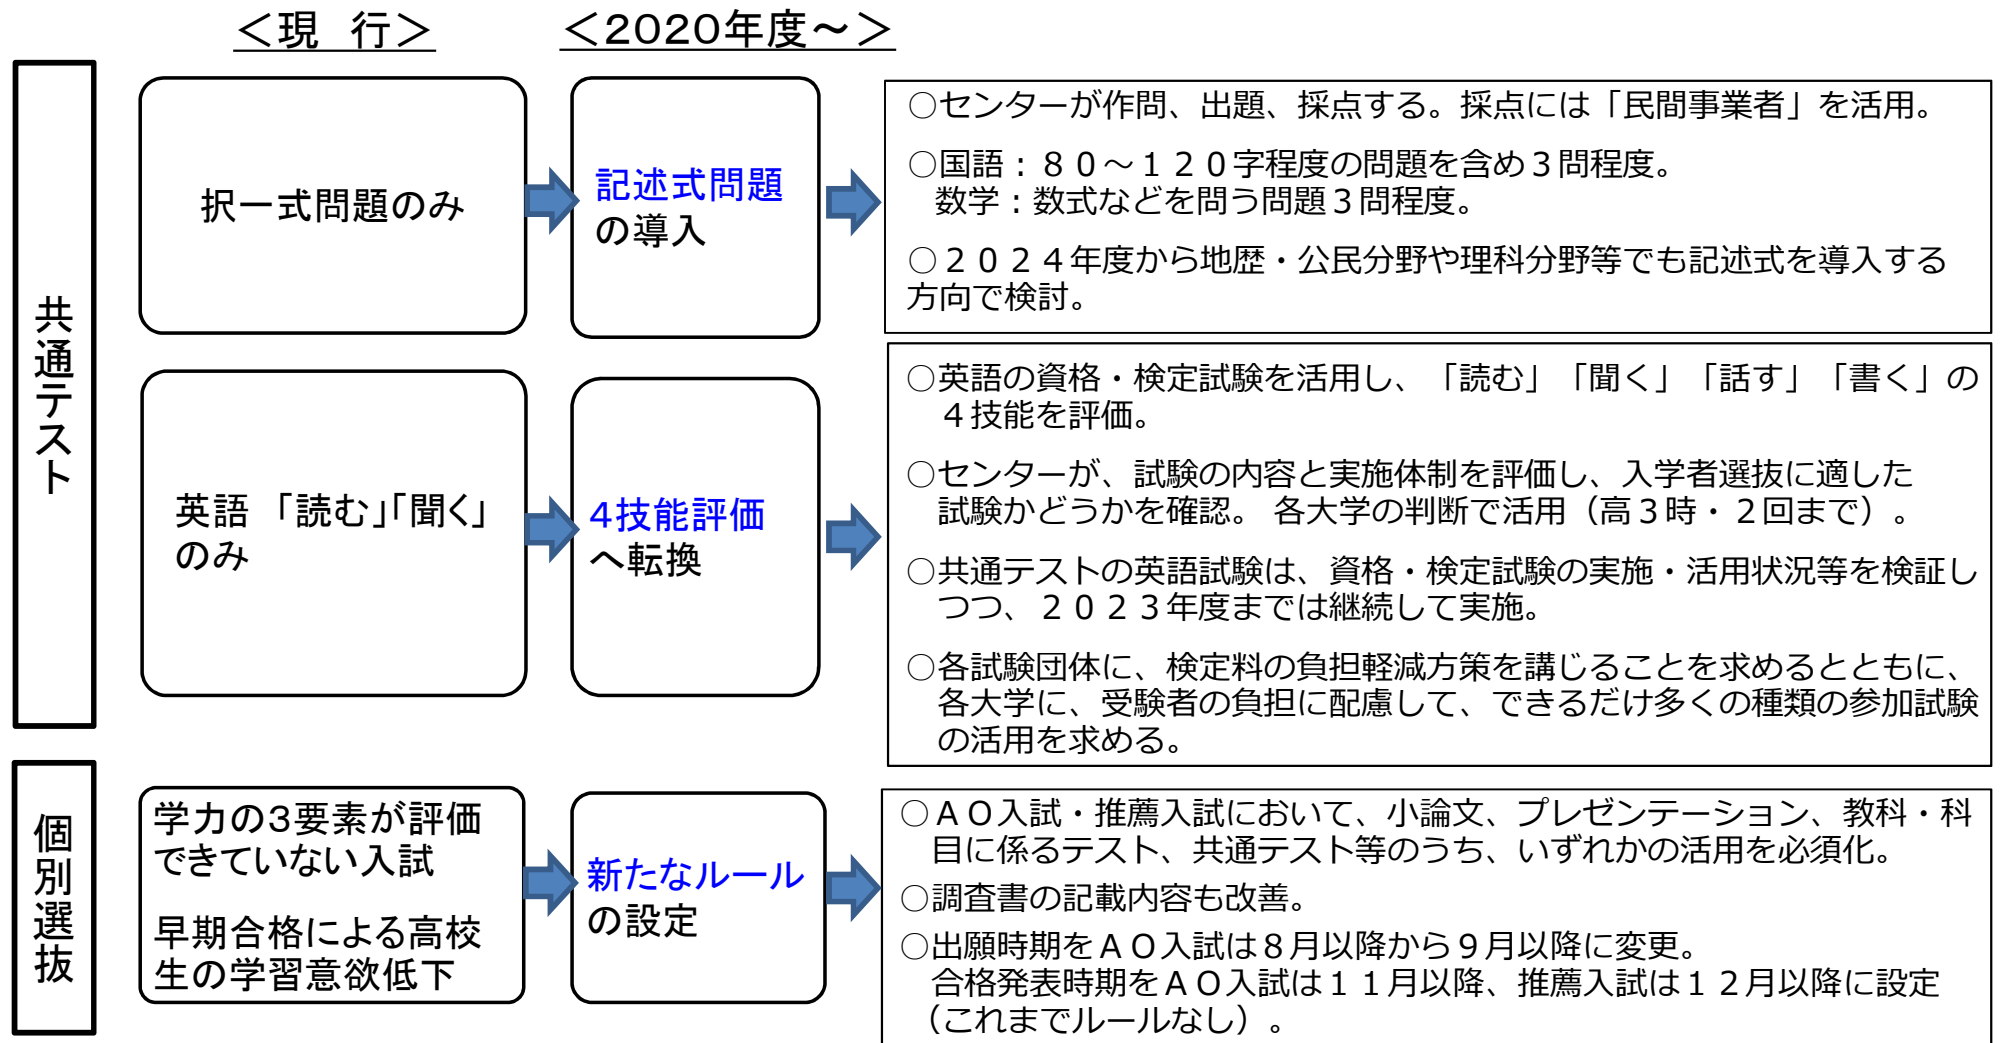 ＜現　行＞
＜２０２０年度～＞
共通テスト
択一式問題のみ
記述式問題
の導入
○センターが作問、出題、採点する。採点には「民間事業者」を活用。
○国語：８０～１２０字程度の問題を含め３問程度。
数学：数式などを問う問題３問程度。
○２０２４年度から地歴・公民分野や理科分野等でも記述式を導入する
方向で検討。
英語　「読む」「聞く」
のみ
４技能評価
へ転換
○英語の資格・検定試験を活用し、「読む」「聞く」「話す」「書く」の
４技能を評価。
○センターが、試験の内容と実施体制を評価し、入学者選抜に適した
試験かどうかを確認。 各大学の判断で活用（高３時・２回まで）。
○共通テストの英語試験は、資格・検定試験の実施・活用状況等を検証し
つつ、２０２３年度までは継続して実施。
○各試験団体に、検定料の負担軽減方策を講じることを求めるとともに、
各大学に、受験者の負担に配慮して、できるだけ多くの種類の参加試験
の活用を求める。
個別選抜
学力の３要素が評価
できていない入試
早期合格による高校
生の学習意欲低下
新たなルール
の設定
○ＡＯ入試・推薦入試において、小論文、プレゼンテーション、教科・科
目に係るテスト、共通テスト等のうち、いずれかの活用を必須化。
○調査書の記載内容も改善。
○出願時期をＡＯ入試は８月以降から９月以降に変更。
合格発表時期をＡＯ入試は１１月以降、推薦入試は１２月以降に設定
（これまでルールなし）。